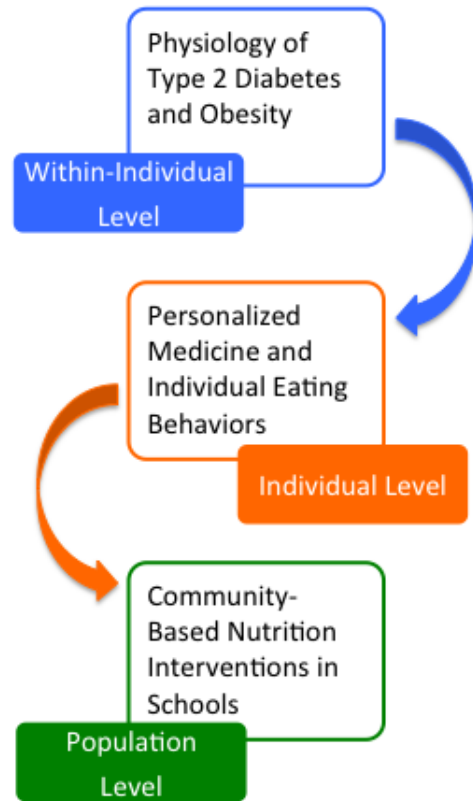 Physiology of
Type 2 Diabetes
and Obesity
Within-Individual
Level
Personalized
Medicine and
Individual Eating
Behaviors
Individual Level
Community-
Based Nutrition
Interventions in
Schools
Population
Level